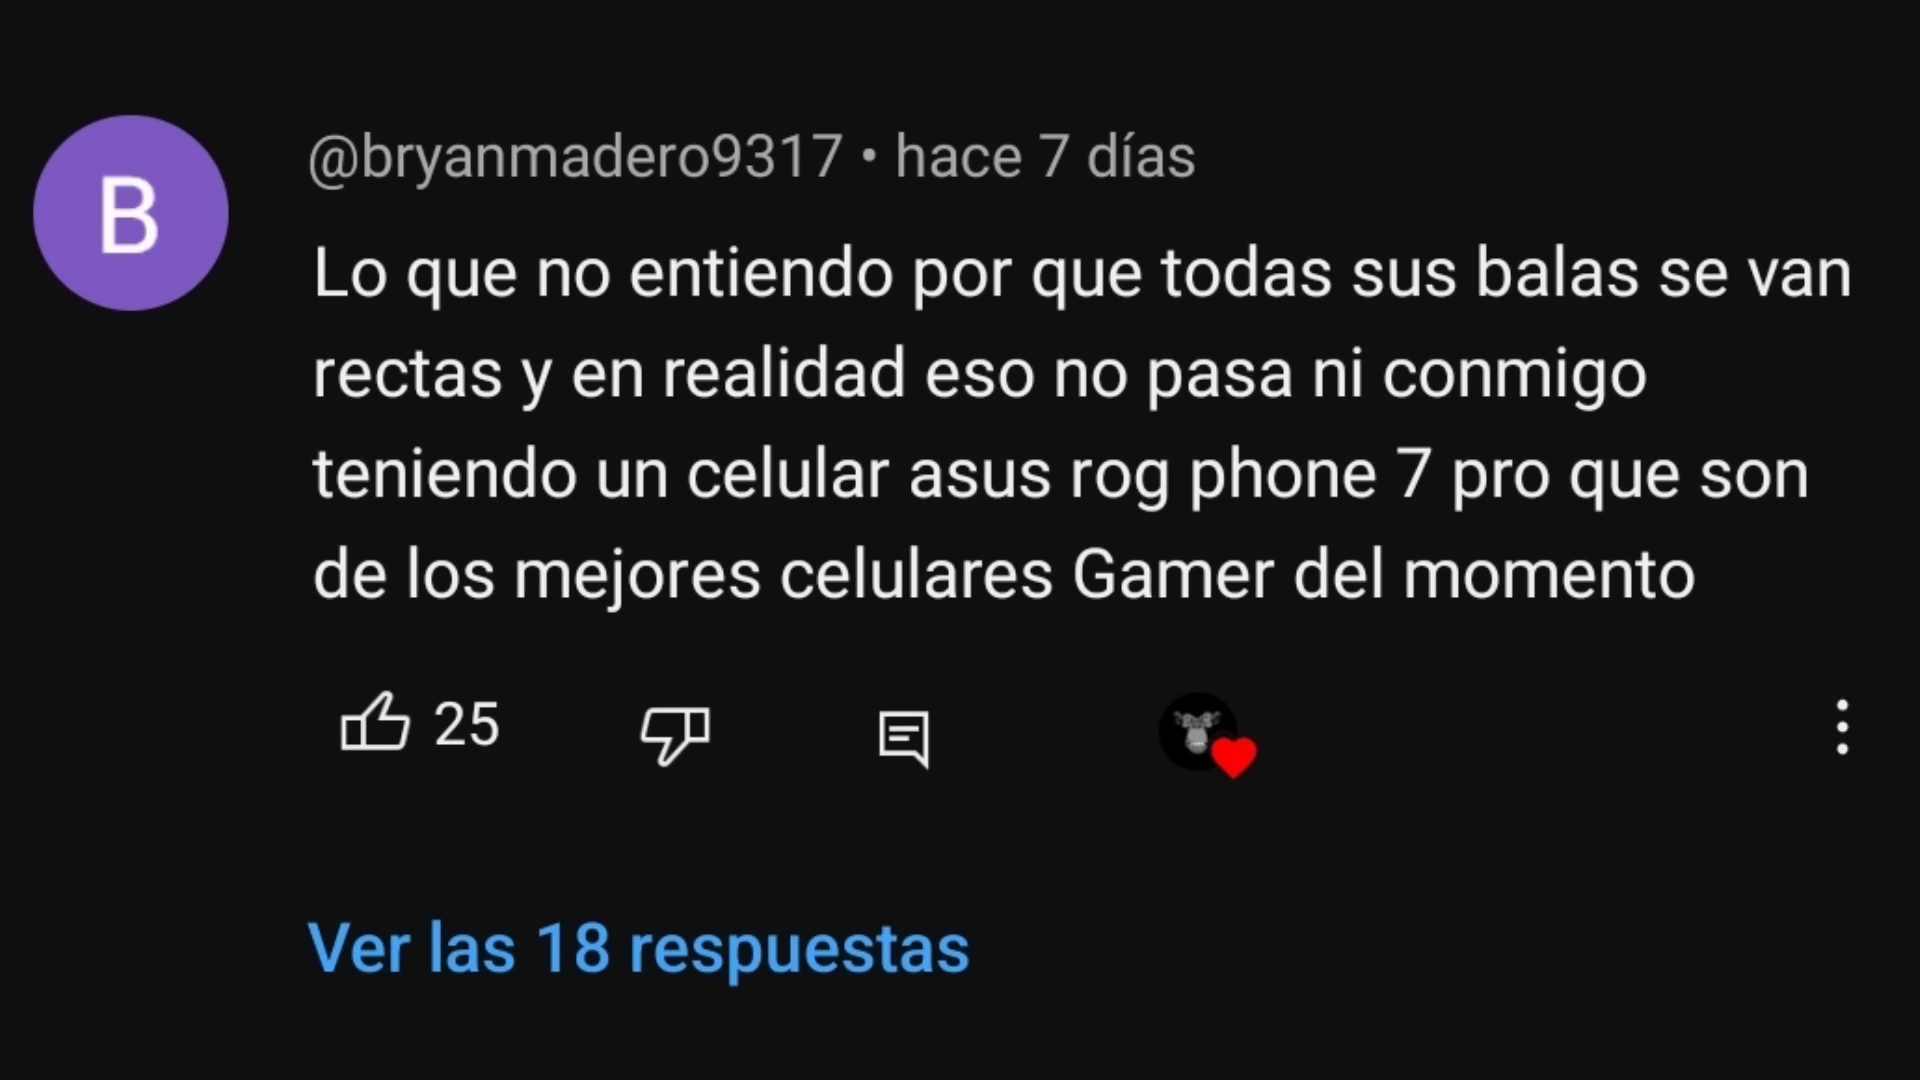 B
@bryanmadero9317 • hace 7 días
Lo que no entiendo por que todas sus balas se van
rectas y en realidad eso no pasa ni conmigo
teniendo un celular asus rog phone 7 pro que son
de los mejores celulares Gamer del momento
25
Ver las 18 respuestas